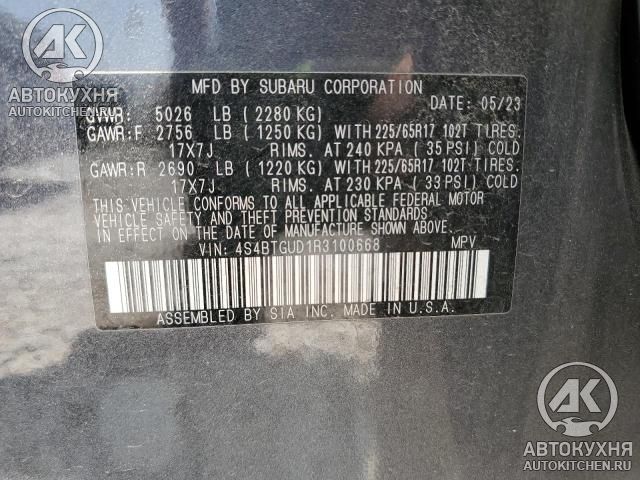 АК
АВТОКУХНЯ
AUTOKITCHEN.RU
MFD BY SUBARU CORPORATION
GVWR: 5026 LB (2280 KG) DATE: 05/23
GAWR:F 2756 LB (1250 KG) WITH 225/65R17 102T TIRES.
17X7J RIMS. AT 240 KPA (35 PSI) COLD
GAWR:R 2690 LB (1220 KG) WITH 225/65R17 102T TIRES.
17X7J RIMS. AT 230 KPA (33 PSI) COLD
THIS VEHICLE CONFORMS TO ALL APPLICABLE FEDERAL MOTOR
VEHICLE SAFETY AND THEFT PREVENTION STANDARDS
IN EFFECT ON THE DATE OF MANUFACTURE SHOWN ABOVE.
VIN: 4S4BTGUD1R3100668 MPV
ASSEMBLED BY SIA INC. MADE IN U.S.A.
АК
АВТОКУХНЯ
AUTOKITCHEN.RU